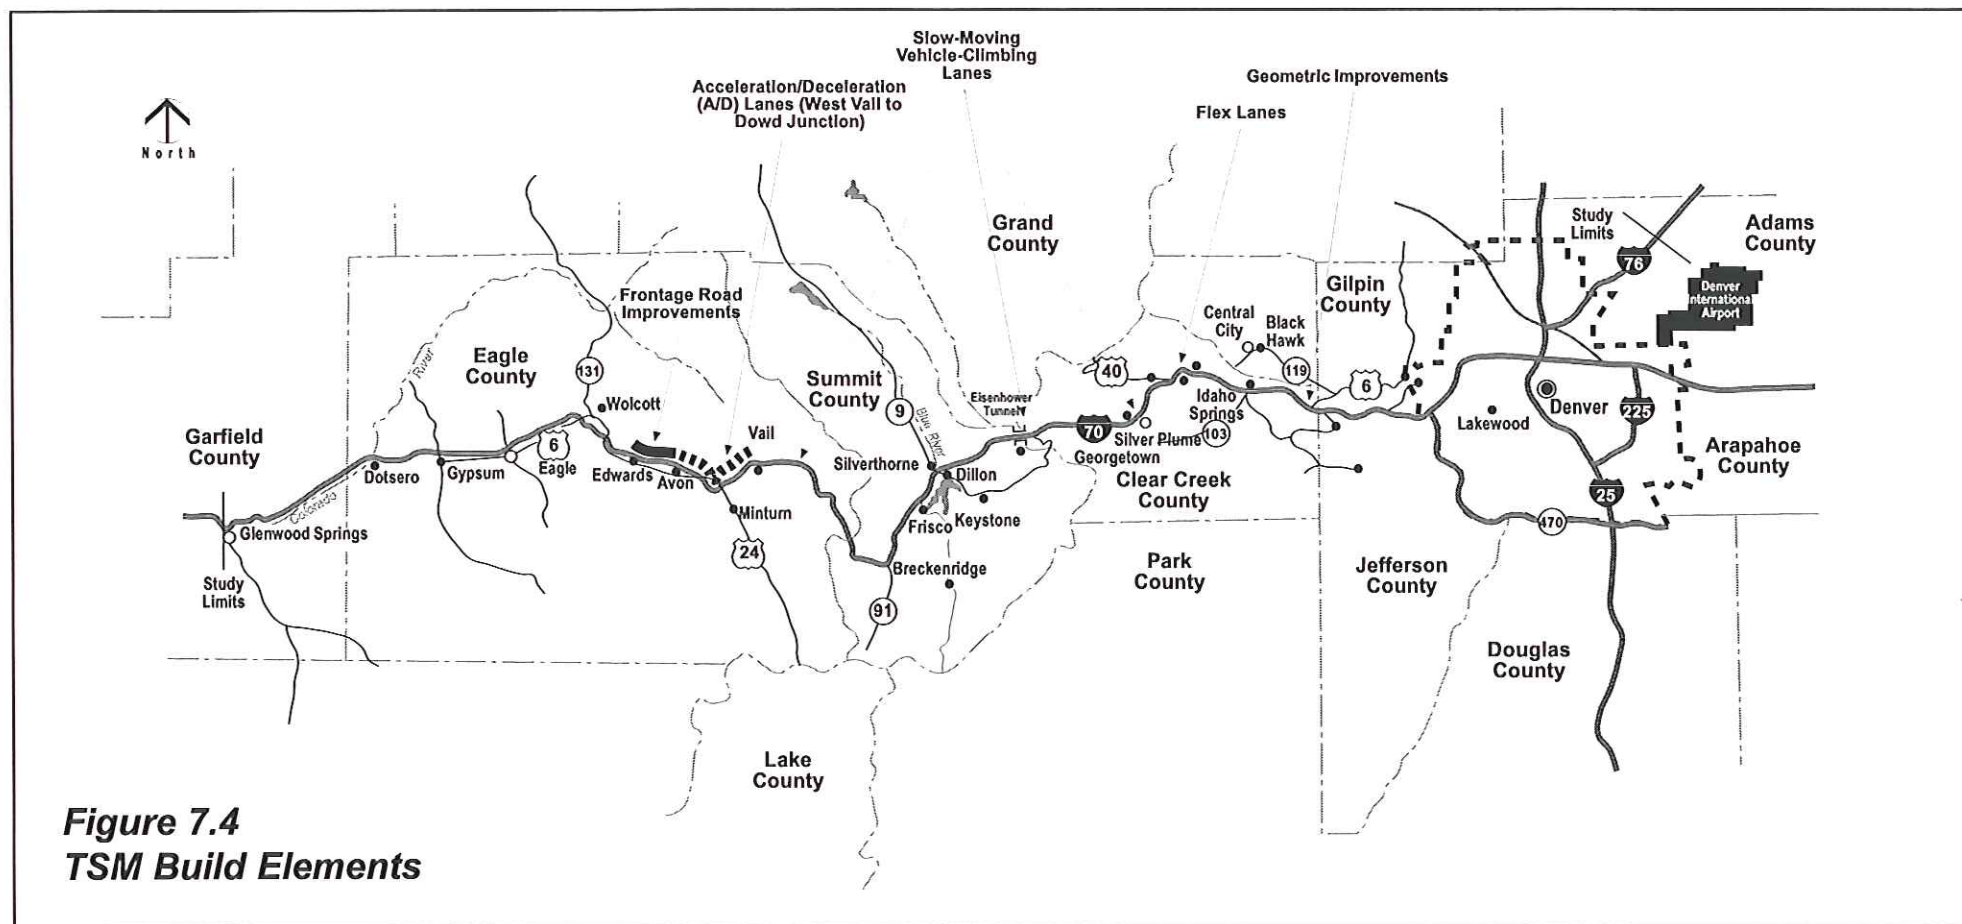 Slow-Moving
Vehicle-Climbing
Lanes
Geometric Improvements
Acceleration/Deceleration
(A/D) Lanes (West Vail to
Dowd Junction)
Flex Lanes
North
Grand
County
Study
Limits
Adams
County
76
Denver
International
Airport
Frontage Road
Improvements
Gilpin
County
Central
City
Black
Hawk
River
Eagle
County
131
Summit
County
40
119
6
Wolcott
9
Blue River
Eisenhower
Tunnel
Idaho
Springs
Lakewood
Denver
225
Garfield
County
6
Eagle
Vail
70
Silver Plume
103
Georgetown
Arapahoe
County
Dotsero
Gypsum
Edwards
Avon
Silverthorne
Dillon
Clear Creek
County
25
Colorado
Glenwood Springs
Minturn
Frisco
Keystone
470
24
Study
Limits
Breckenridge
Park
County
Jefferson
County
91
Douglas
County
Lake
County
Figure 7.4
TSM Build Elements